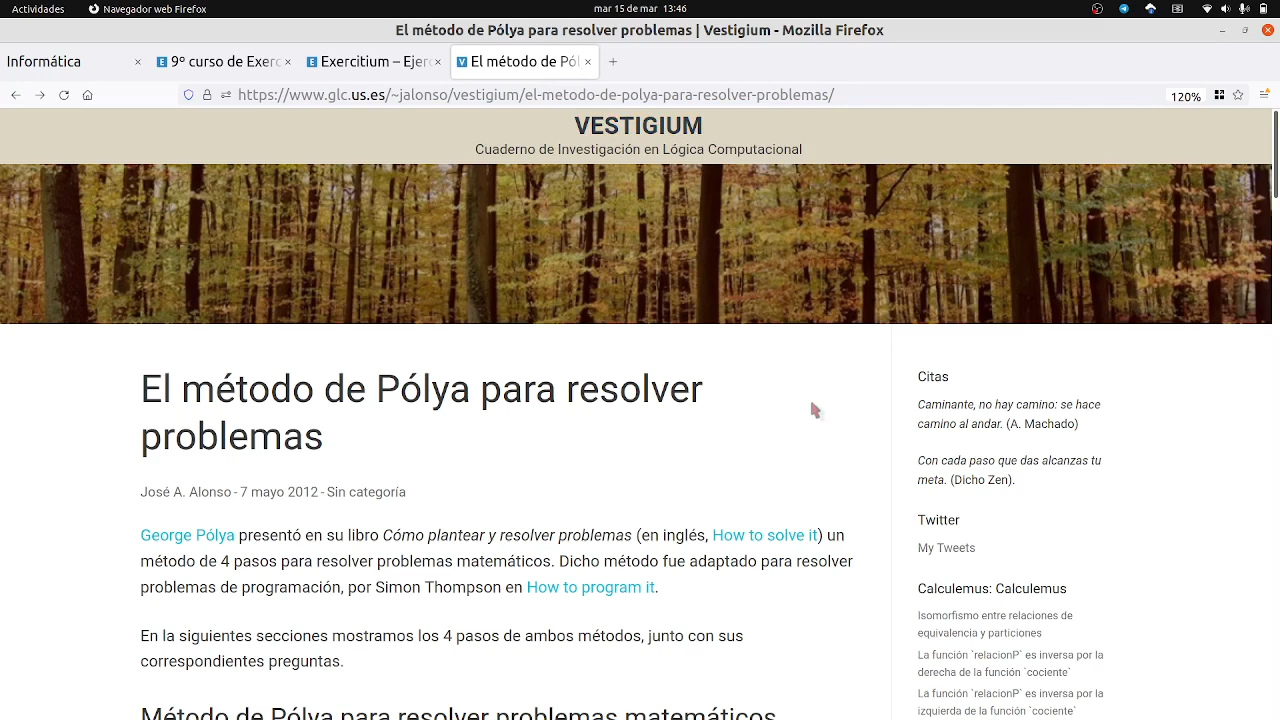 Actividades
Navegador web Firefox
mar 15 de mar 13:46
El método de Pólya para resolver problemas | Vestigium - Mozilla Firefox
Informática
9º curso de Exerc
Exercitium – Ejer
El método de Pól
https://www.glc.us.es/~jalonso/vestigium/el-metodo-de-polya-para-resolver-problemas/
120%
VESTIGIUM
Cuaderno de Investigación en Lógica Computacional
El método de Pólya para resolver
problemas
José A. Alonso - 7 mayo 2012 - Sin categoría
George Pólya presentó en su libro Cómo plantear y resolver problemas (en inglés, How to solve it) un
método de 4 pasos para resolver problemas matemáticos. Dicho método fue adaptado para resolver
problemas de programación, por Simon Thompson en How to program it.
En la siguientes secciones mostramos los 4 pasos de ambos métodos, junto con sus
correspondientes preguntas.
Método de Pólya para resolver problemas matemáticos
Citas
Caminante, no hay camino: se hace
camino al andar. (A. Machado)
Con cada paso que das alcanzas tu
meta. (Dicho Zen).
Twitter
My Tweets
Calculemus: Calculemus
Isomorfismo entre relaciones de
equivalencia y particiones
La función `relacionP` es inversa por la
derecha de la función `cociente`
La función `relacionP` es inversa por la
izquierda de la función `cociente`